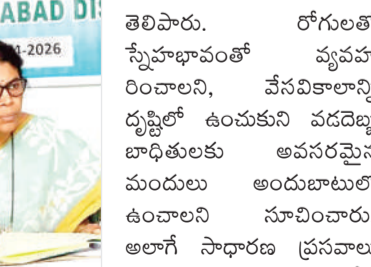 ABAD DIS
-2026
తెలిపారు. రోగులతో
స్నేహభావంతో వ్యవహ
రించాలని, వేసవికాలాన్ని
దృష్టిలో ఉంచుకుని వడదెబ్బ
బాధితులకు అవసరమైన
మందులు అందుబాటులో
ఉంచాలని సూచించారు
అలాగే సాధారణ ప్రసవాలు